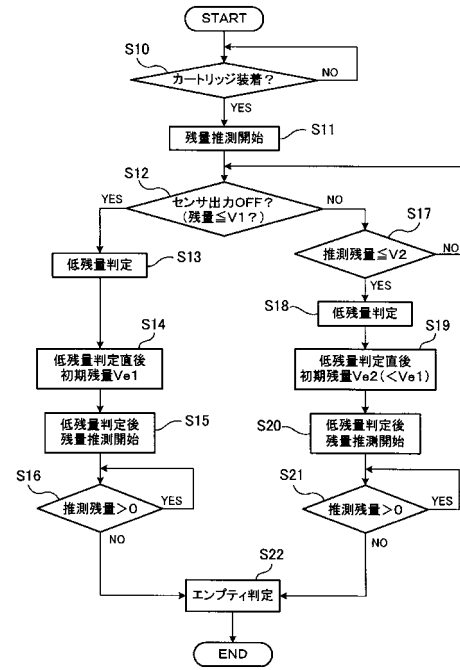 START
S10
カートリッジ装着？
NO
YES
S11
残量推測開始
S12
センサ出力OFF？
(残量≦V1？)
YES
NO
S17
推測残量≦V2
NO
YES
S13
低残量判定
S18
低残量判定
S14
低残量判定直後
初期残量Ve1
S19
低残量判定直後
初期残量Ve2(<Ve1)
S15
低残量判定後
残量推測開始
S20
低残量判定後
残量推測開始
S16
推測残量>0
YES
NO
S21
推測残量>0
YES
NO
S22
エンプティ判定
END